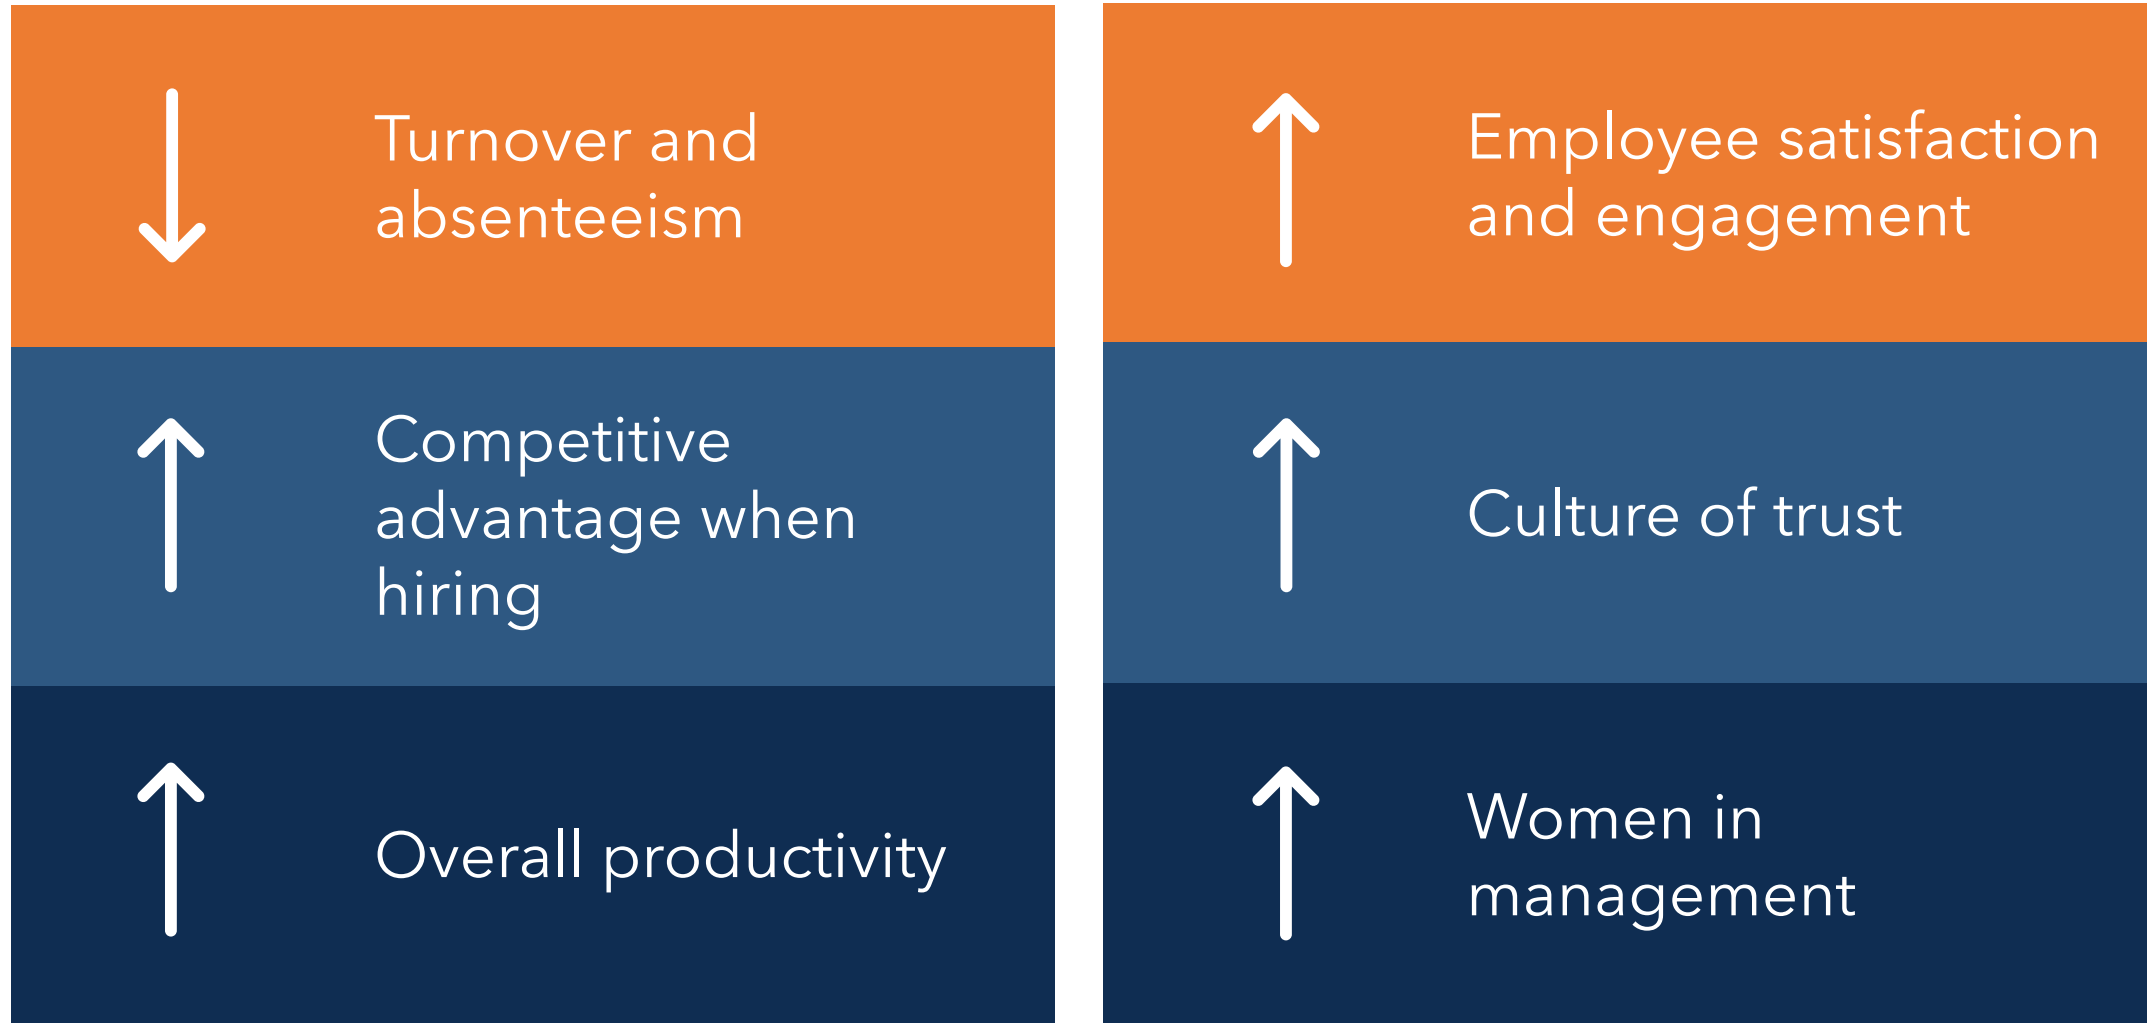 Turnover and
absenteeism
Competitive
advantage when
hiring
Overall productivity
Employee satisfaction
and engagement
Culture of trust
Women in
management